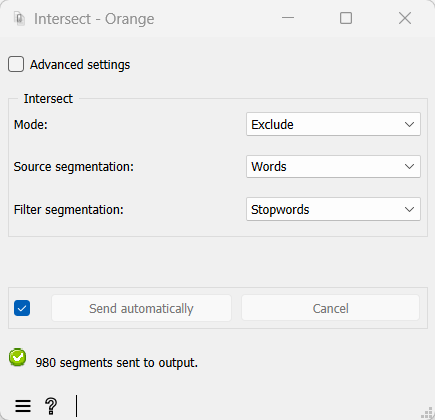 Intersect - Orange
Advanced settings
Intersect
Mode: Exclude
Source segmentation: Words
Filter segmentation: Stopwords
Send automatically Cancel
980 segments sent to output.
?